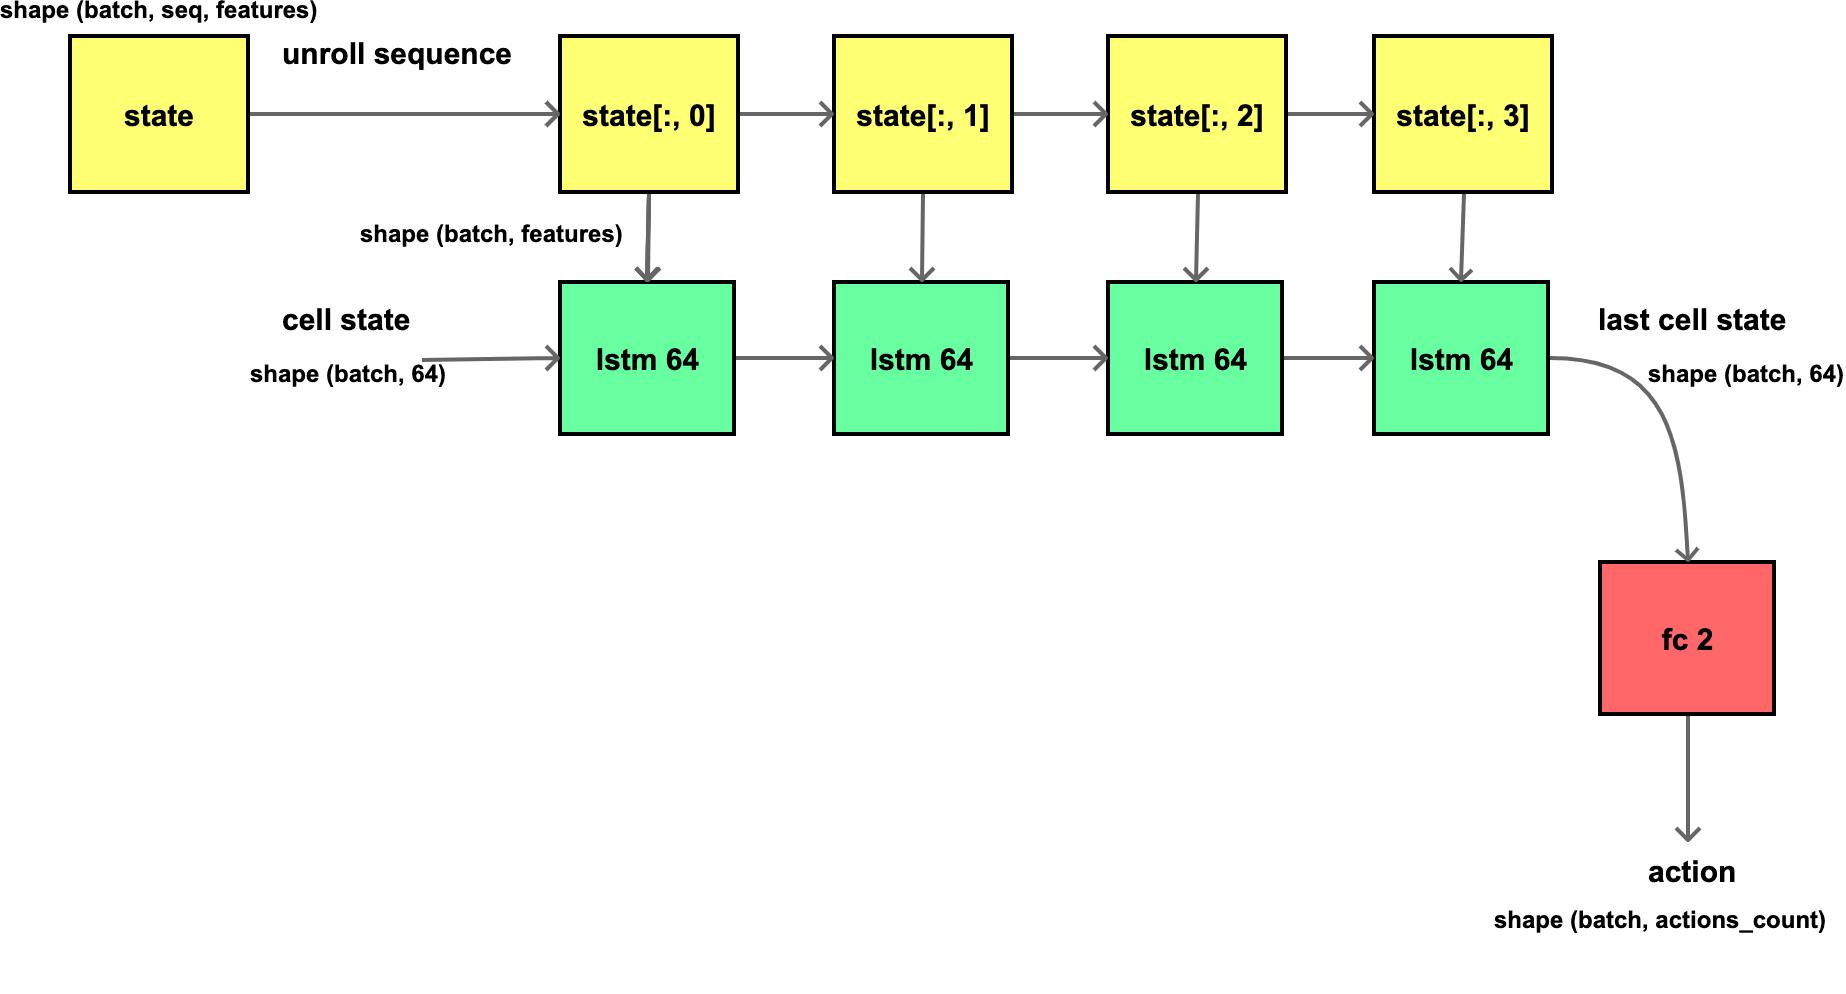 shape (batch, seq, features)
unroll sequence
state
state[:, 0]
state[:, 1]
state[:, 2]
state[:, 3]
shape (batch, features)
cell state
shape (batch, 64)
lstm 64
lstm 64
lstm 64
lstm 64
last cell state
shape (batch, 64)
fc 2
action
shape (batch, actions_count)